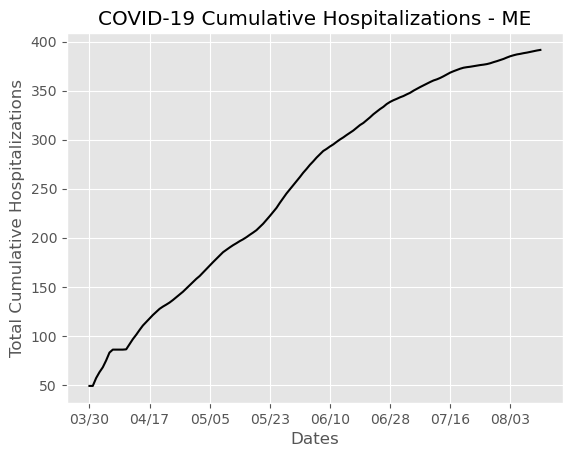 COVID-19 Cumulative Hospitalizations - ME
Total Cumulative Hospitalizations
400
350
300
250
200
150
100
50
03/30 04/17 05/05 05/23 06/10 06/28 07/16 08/03
Dates